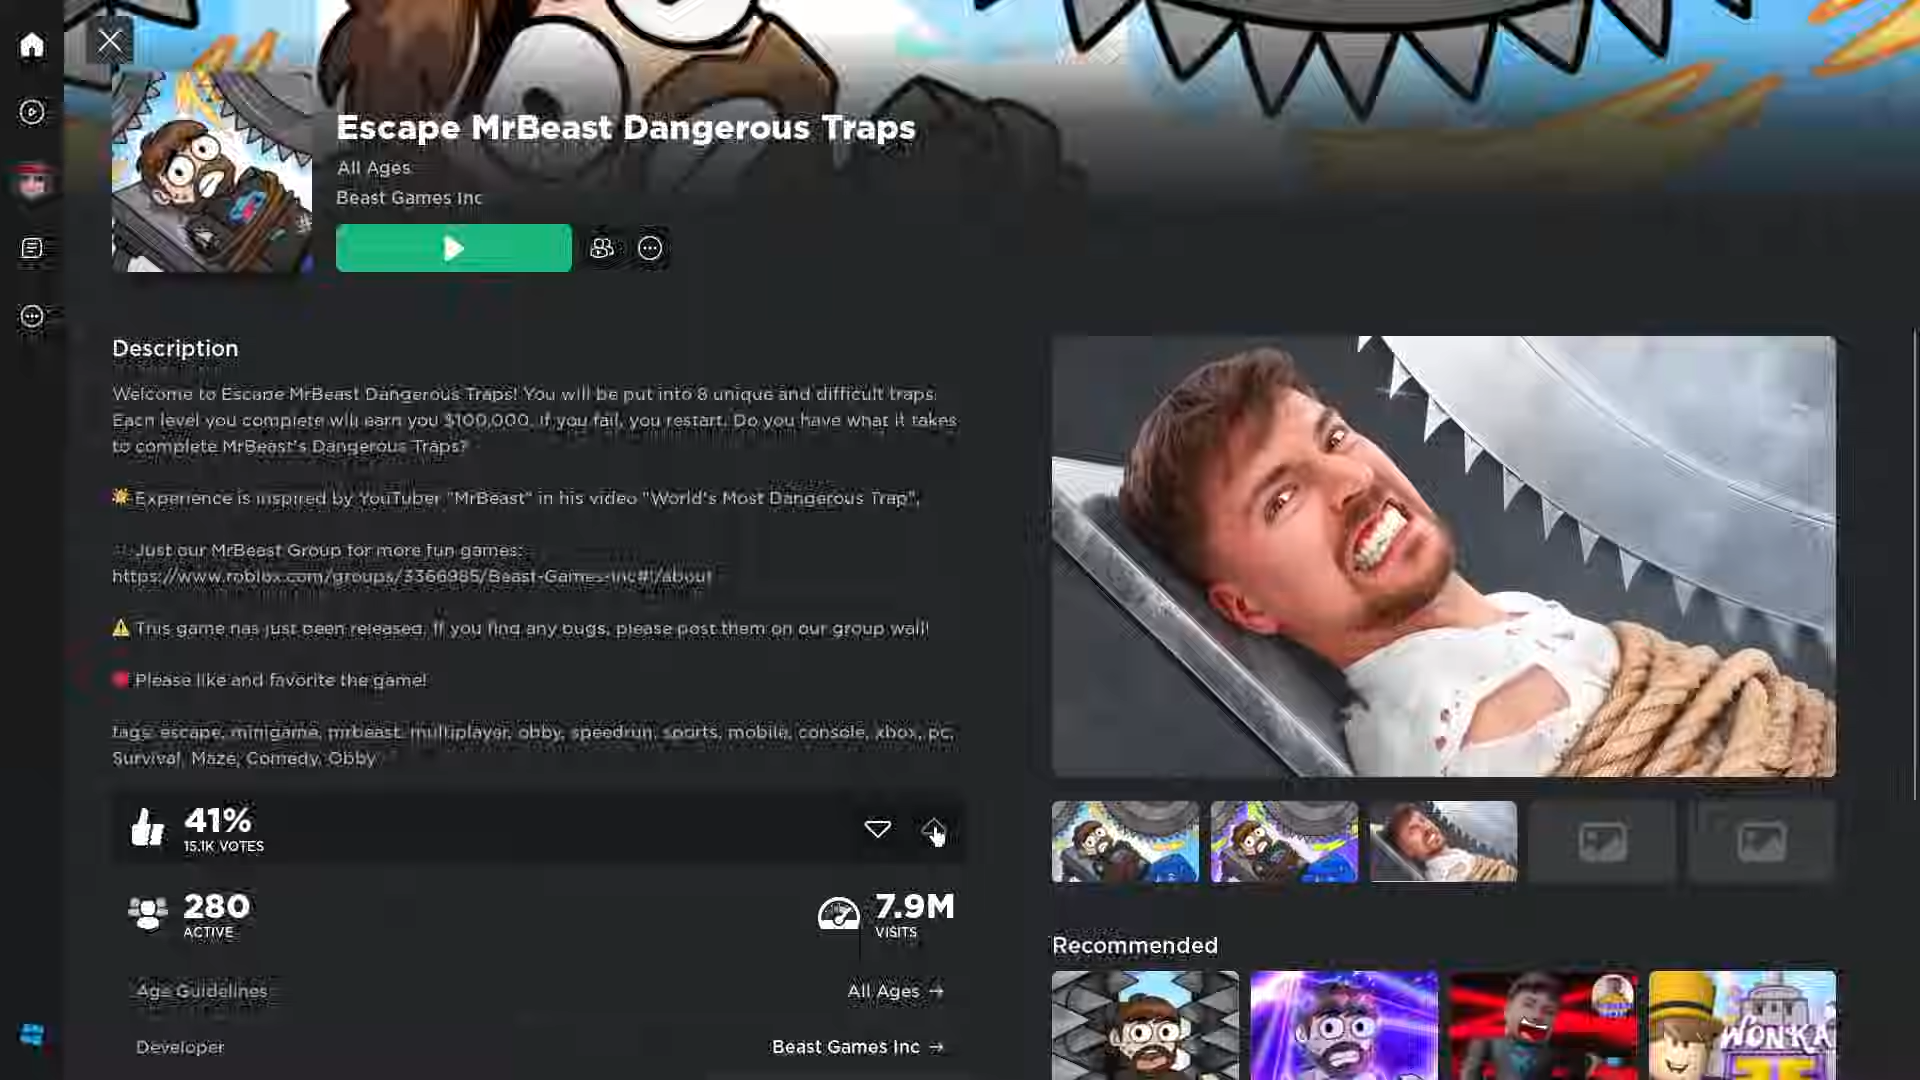 Escape MrBeast Dangerous Traps
All Ages
Beast Games Inc
Description
Welcome to Escape MrBeast Dangerous Traps! You will be put into 8 unique and difficult traps.
Each level you complete will earn you $100,000. If you fail, you restart. Do you have what it takes
to complete MrBeast's Dangerous Traps?
Experience is inspired by YouTuber "MrBeast" in his video "World's Most Dangerous Trap".
Just our MrBeast Group for more fun games:
https://www.roblox.com/groups/3366985/Beast-Games-Inc#!/about
This game has just been released. If you find any bugs, please post them on our group wall!
Please like and favorite the game!
tags: escape, minigame, mrbeast, multiplayer, obby, speedrun, sports, mobile, console, xbox, pc,
Survival, Maze, Comedy, Obby
41%
15.1K VOTES
280
ACTIVE
7.9M
VISITS
Age Guidelines
All Ages →
Developer
Beast Games Inc →
Recommended
WONKA